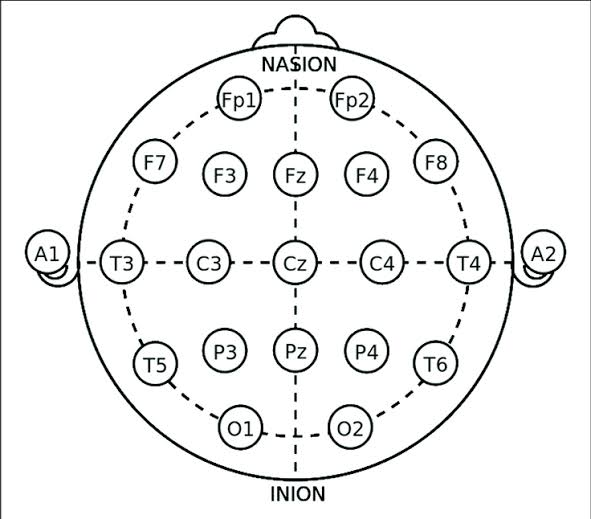 NASION
Fp1 Fp2
F7 F3 Fz F4 F8
A1 T3 C3 Cz C4 T4 A2
T5 P3 Pz P4 T6
O1 O2
INION